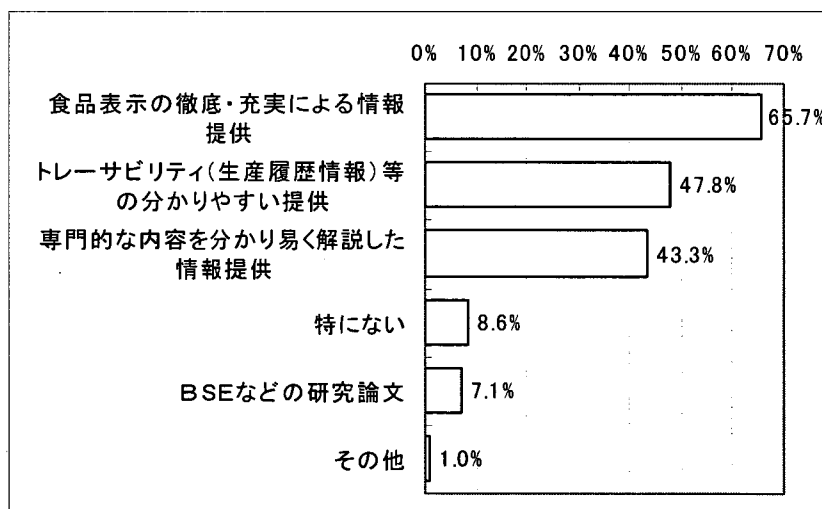 0% 10% 20% 30% 40% 50% 60% 70%
食品表示の徹底・充実による情報
提供
65.7%
トレーサビリティ(生産履歴情報)等
の分かりやすい提供
47.8%
専門的な内容を分かり易く解説した
情報提供
43.3%
特にない
8.6%
BSEなどの研究論文
7.1%
その他
1.0%